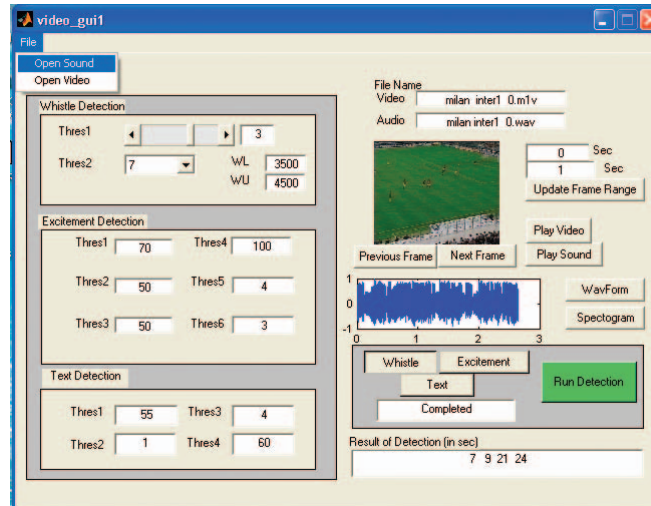 video_gui1
File
Open Sound
Open Video
File Name
Video milan inter1 0.m1v
Audio milan inter1 0.wav
Whistle Detection
Thres1 3
Thres2 7 WL 3500
WU 4500
0 Sec
1 Sec
Update Frame Range
Excitement Detection
Thres1 70 Thres4 100
Thres2 50 Thres5 4
Thres3 50 Thres6 3
Play Video
Previous Frame Next Frame Play Sound
1
0
-1
0 1 2 3
WavForm
Spectogram
Text Detection
Thres1 55 Thres3 4
Thres2 1 Thres4 60
Whistle Excitement
Text
Run Detection
Completed
Result of Detection (in sec)
7 9 21 24